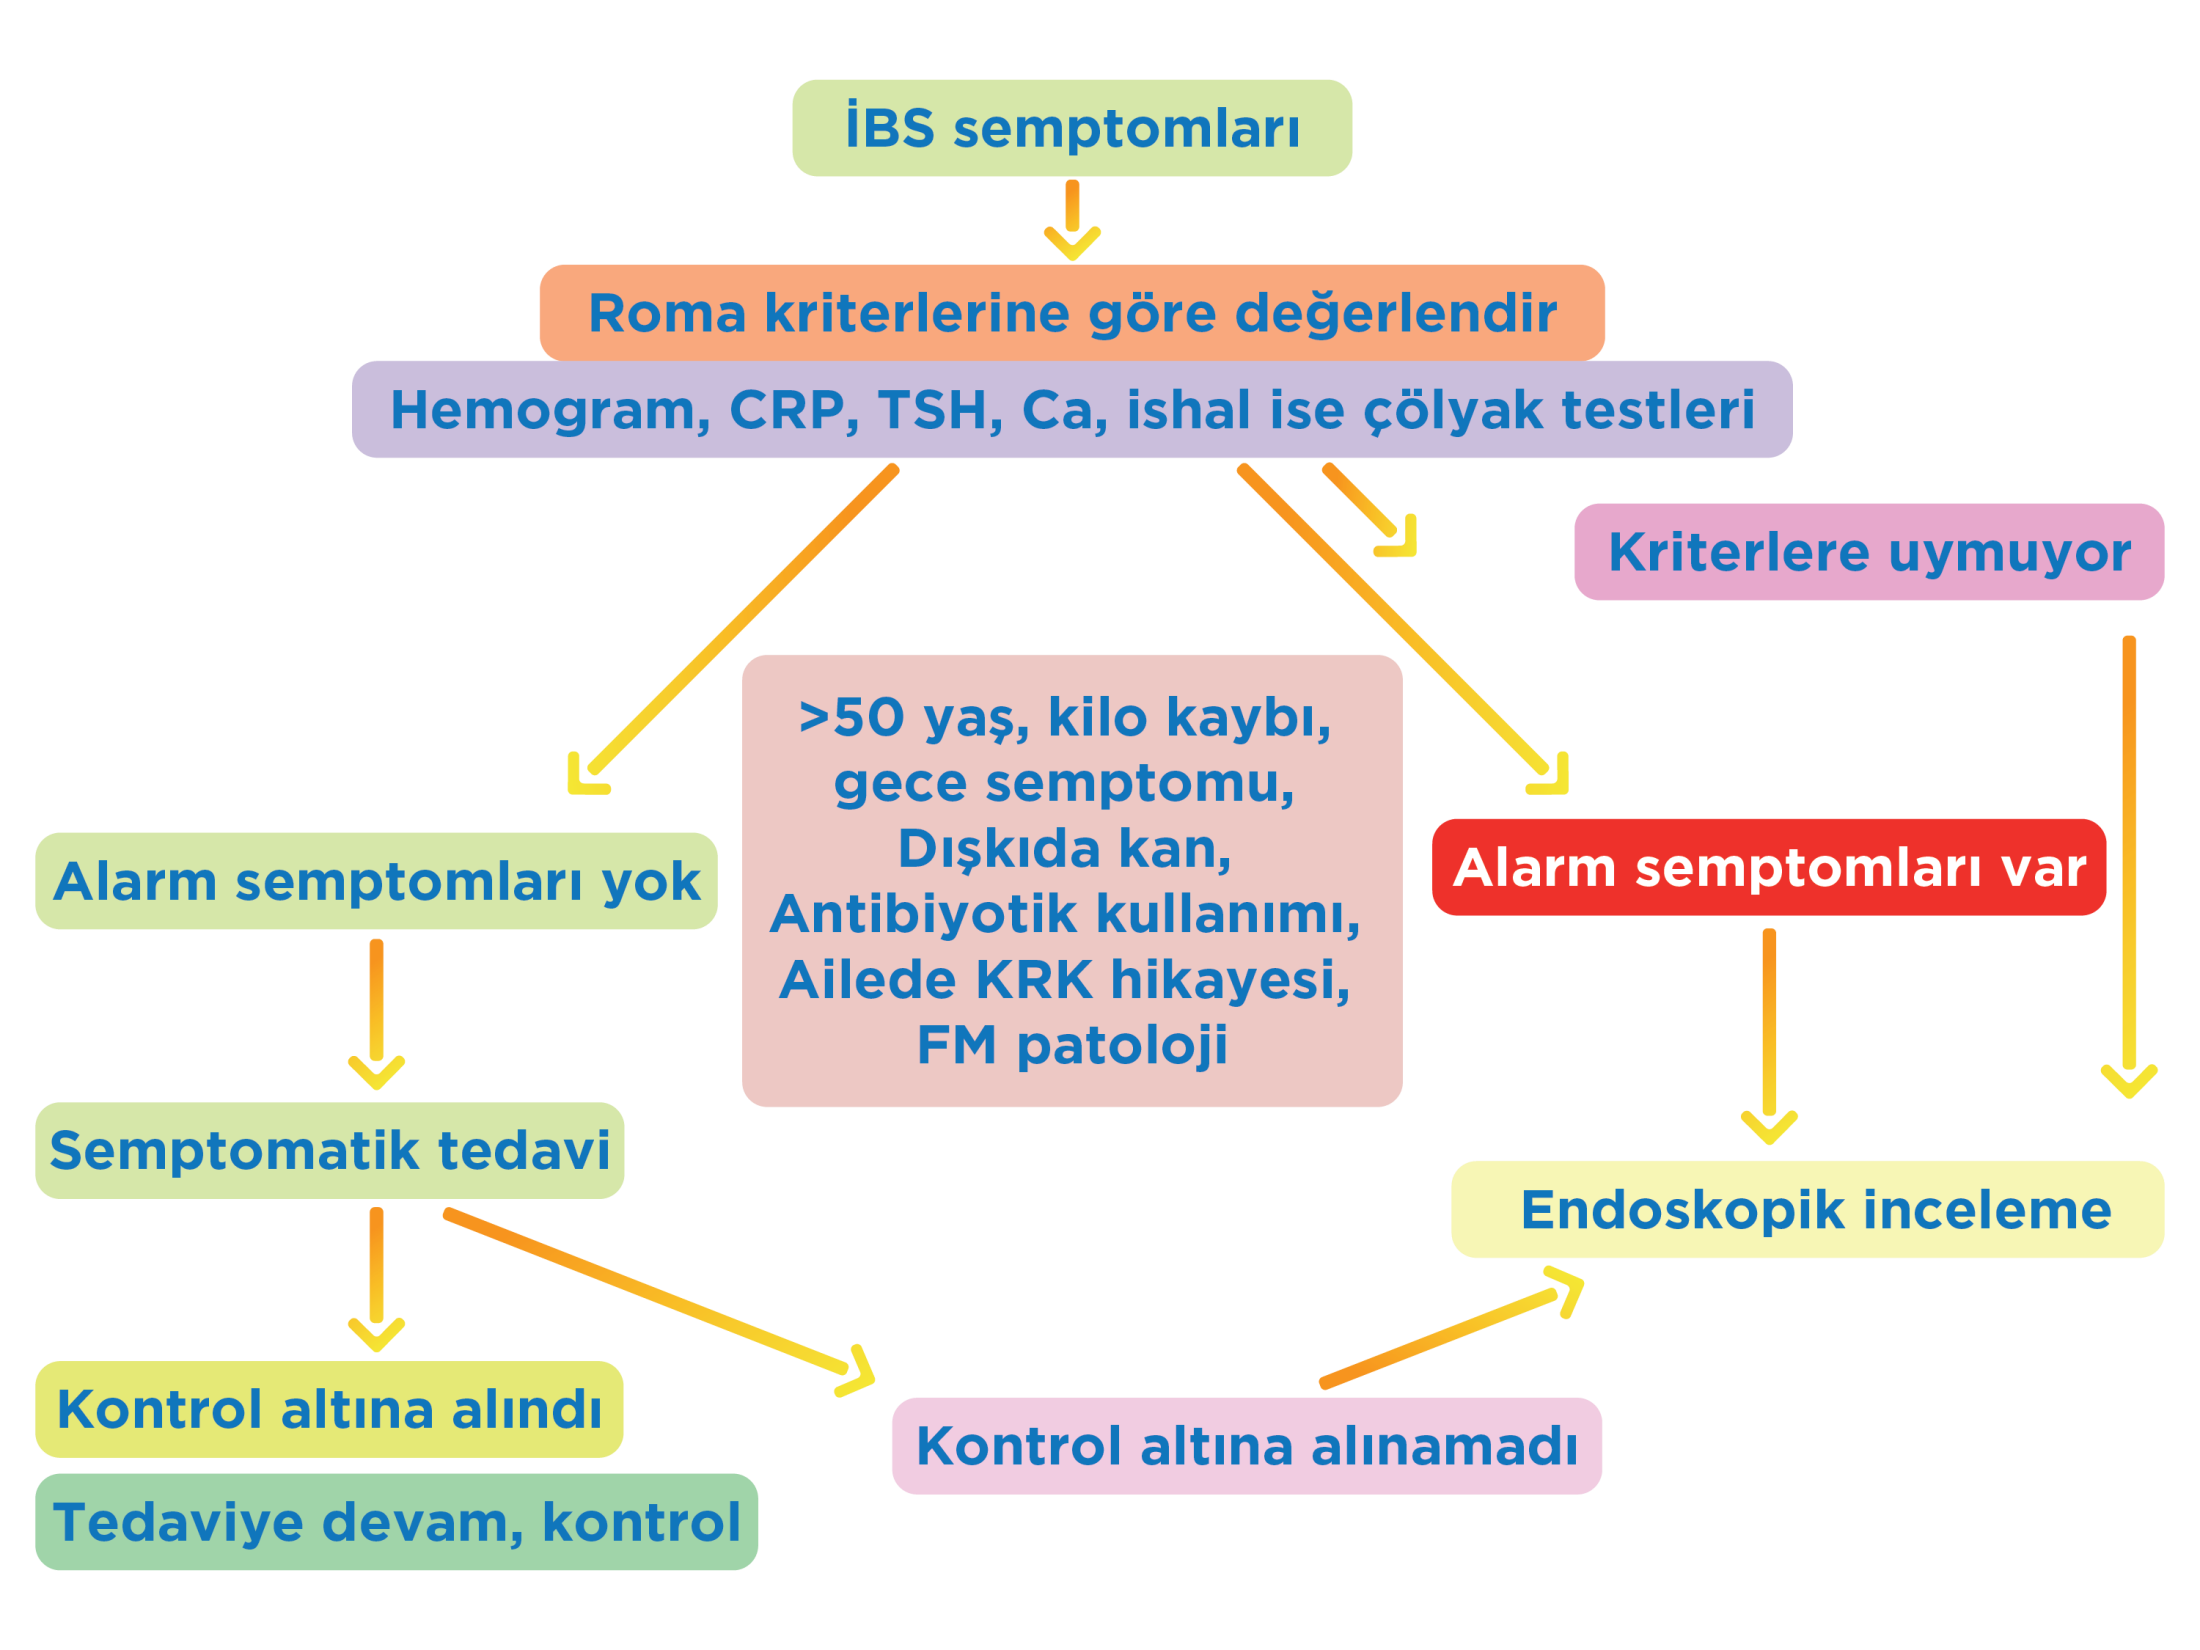 İBS semptomları
Roma kriterlerine göre değerlendir
Hemogram, CRP, TSH, Ca, ishal ise çölyak testleri
Kriterlere uymuyor
>50 yaş, kilo kaybı,
gece semptomu,
Dışkıda kan,
Antibiyotik kullanımı,
Ailede KRK hikayesi,
FM patoloji
Alarm semptomları yok
Alarm semptomları var
Semptomatik tedavi
Endoskopik inceleme
Kontrol altına alındı
Kontrol altına alınamadı
Tedaviye devam, kontrol